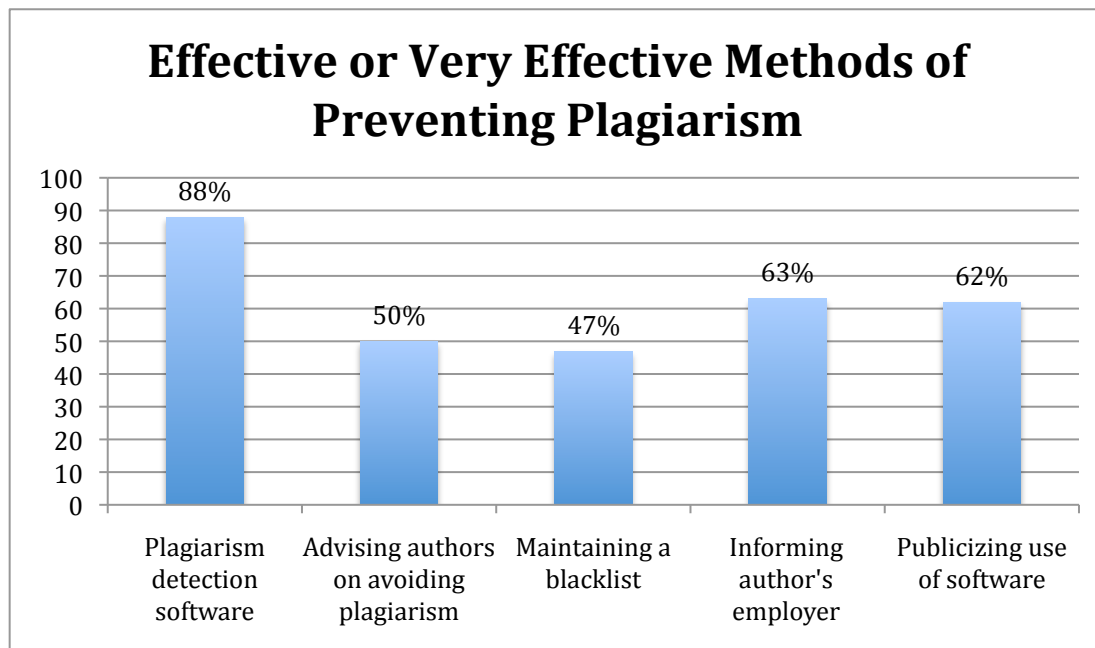 Effective or Very Effective Methods of
Preventing Plagiarism
100
90
80
70
60
50
40
30
20
10
0
88%
50%
47%
63%
62%
Plagiarism
detection
software
Advising authors
on avoiding
plagiarism
Maintaining a
blacklist
Informing
author's
employer
Publicizing use
of software